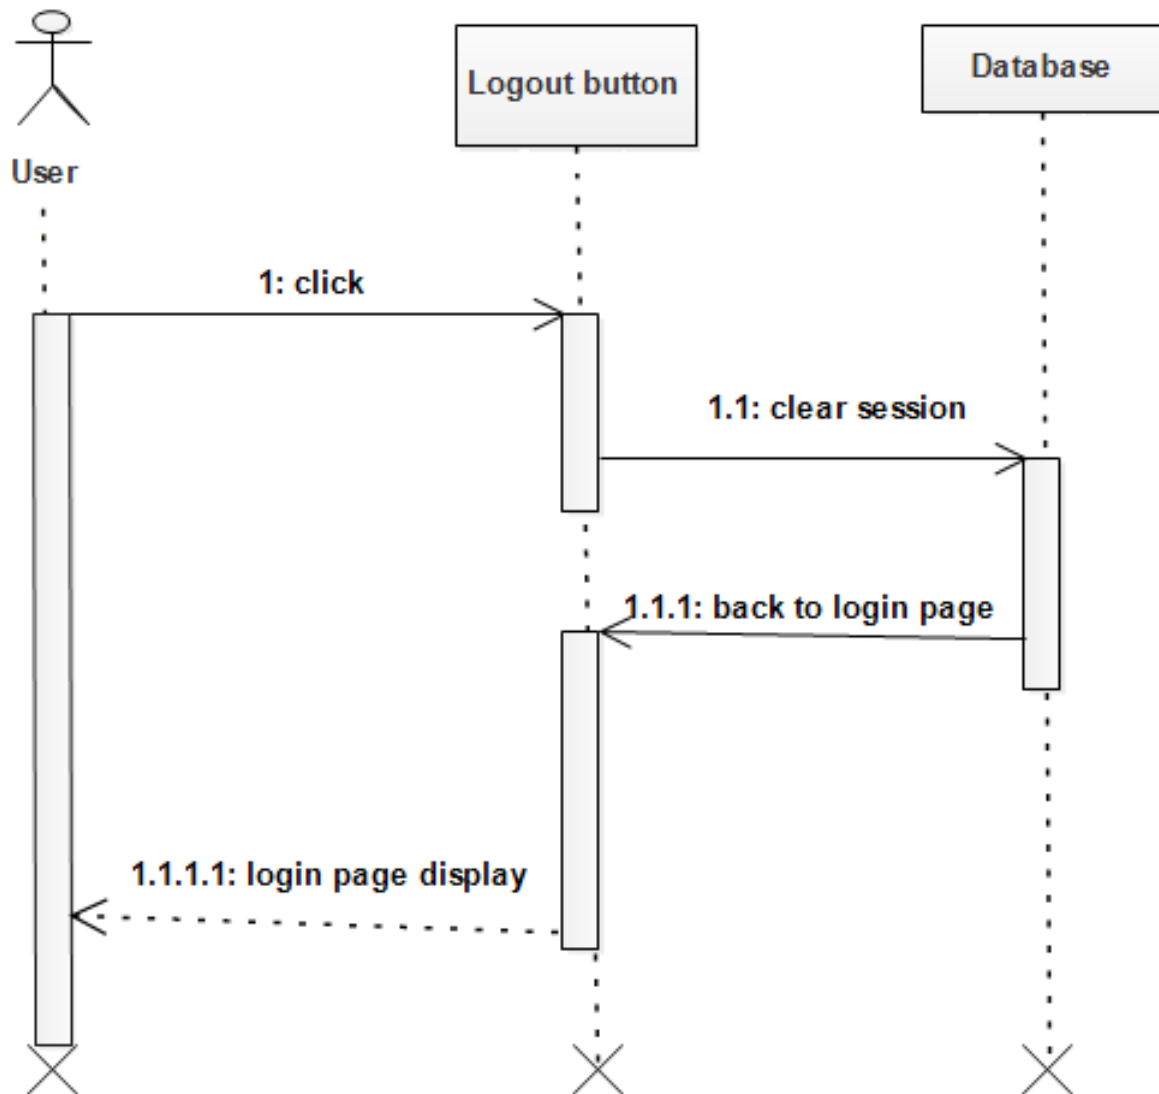 Logout button
Database
User
1: click
1.1: clear session
1.1.1: back to login page
1.1.1.1: login page display